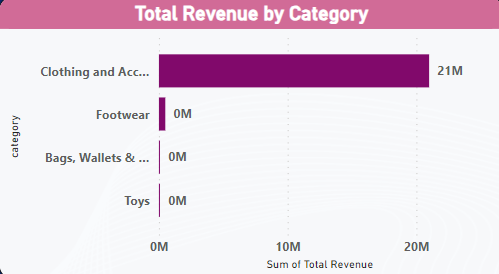 Total Revenue by Category
category
Clothing and Acc... 21M
Footwear 0M
Bags, Wallets & ... 0M
Toys 0M
0M 10M 20M
Sum of Total Revenue